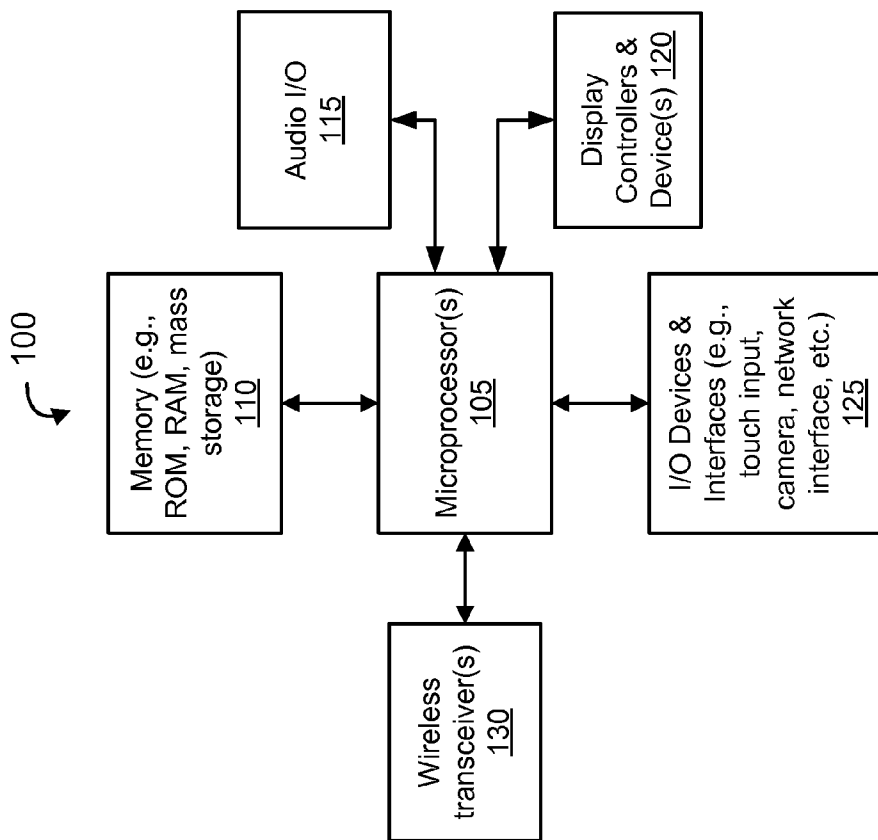 100
Memory (e.g.,
ROM, RAM, mass
storage)
110
Audio I/O
115
Wireless
transceiver(s)
130
Microprocessor(s)
105
Display
Controllers &
Device(s) 120
I/O Devices &
Interfaces (e.g.,
touch input,
camera, network
interface, etc.)
125